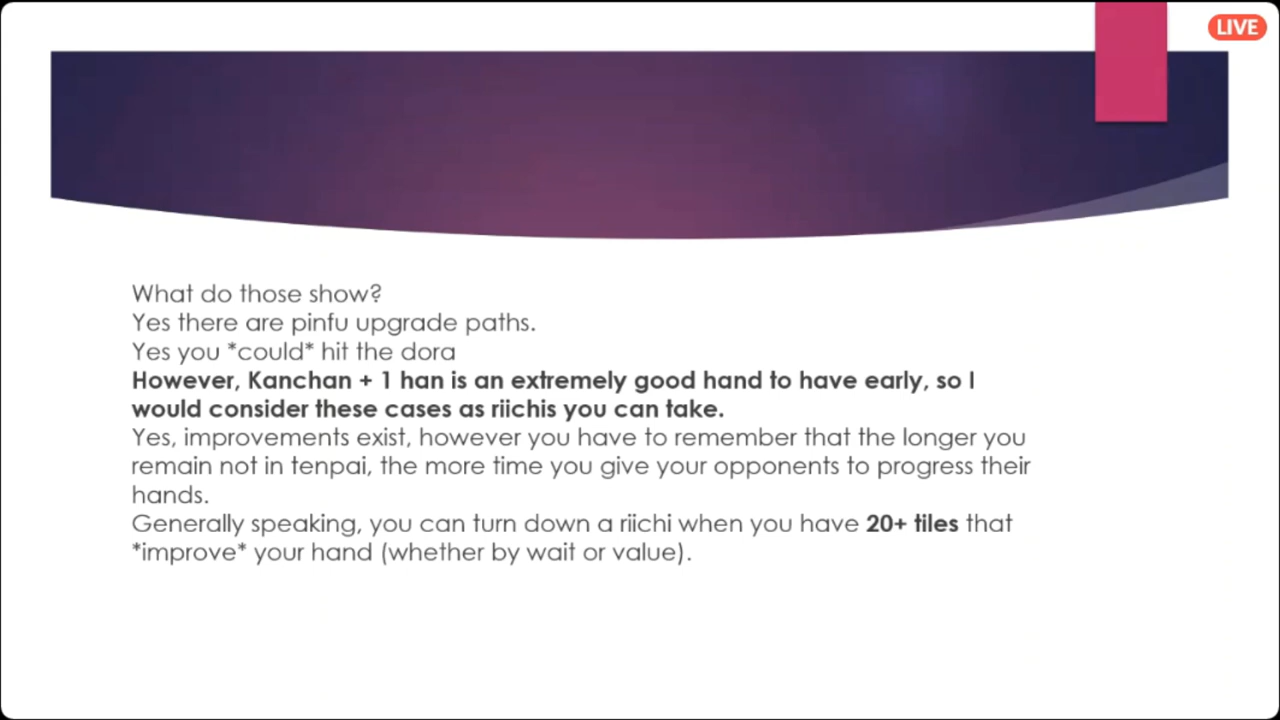 LIVE
What do those show?
Yes there are pinfu upgrade paths.
Yes you *could* hit the dora
However, Kanchan + 1 han is an extremely good hand to have early, so I
would consider these cases as riichis you can take.
Yes, improvements exist, however you have to remember that the longer you
remain not in tenpai, the more time you give your opponents to progress their
hands.
Generally speaking, you can turn down a riichi when you have 20+ tiles that
*improve* your hand (whether by wait or value).